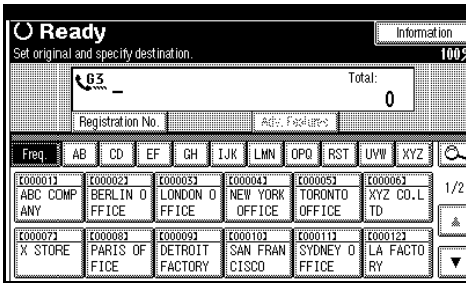 Ready
Information
Set original and specify destination.
100%
G3
Total:
0
Registration No.
Adv. Features
Freq. AB CD EF GH IJK LMN OPQ RST UVW XYZ
[00001] [00002] [00003] [00004] [00005] [00006]
ABC COMP BERLIN O LONDON O NEW YORK TORONTO XYZ CO.L
ANY FFICE FFICE OFFICE OFFICE TD
1/2
[00007] [00008] [00009] [00010] [00011] [00012]
X STORE PARIS OF DETROIT SAN FRAN SYDNEY O LA FACTO
FICE FACTORY CISCO FFICE RY